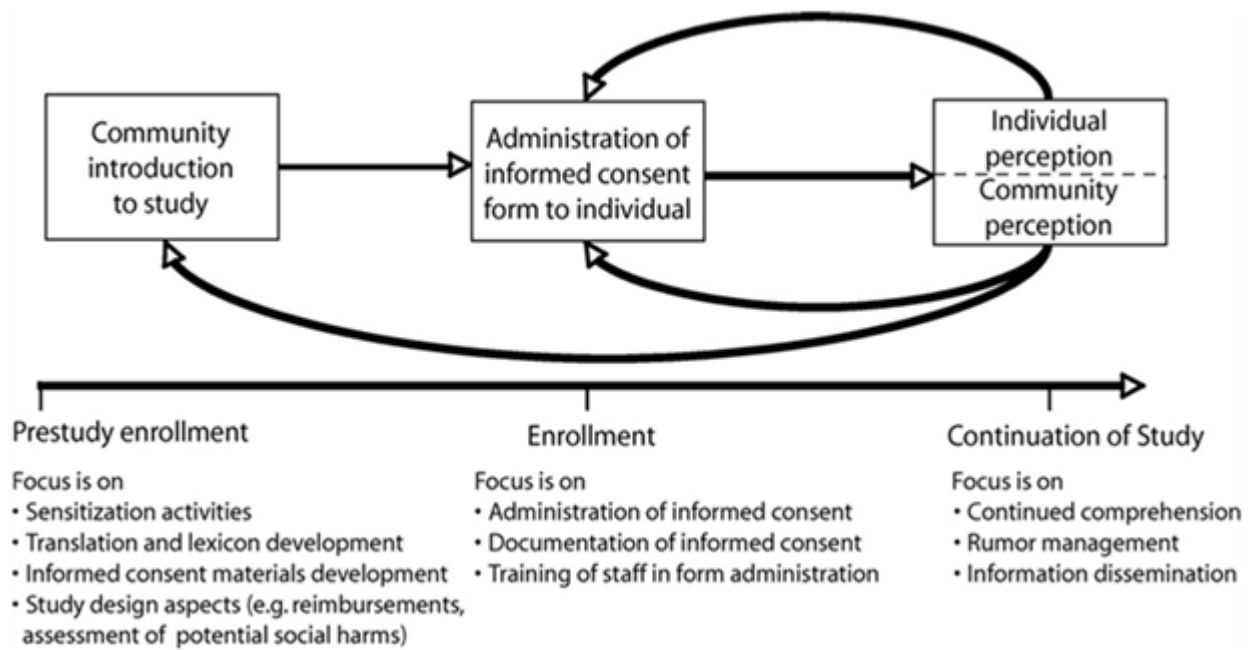 Community
introduction
to study
Administration of
informed consent
form to individual
Individual
perception
Community
perception
Prestudy enrollment
Focus is on
• Sensitization activities
• Translation and lexicon development
• Informed consent materials development
• Study design aspects (e.g. reimbursements,
assessment of potential social harms)
Enrollment
Focus is on
• Administration of informed consent
• Documentation of informed consent
• Training of staff in form administration
Continuation of Study
Focus is on
• Continued comprehension
• Rumor management
• Information dissemination